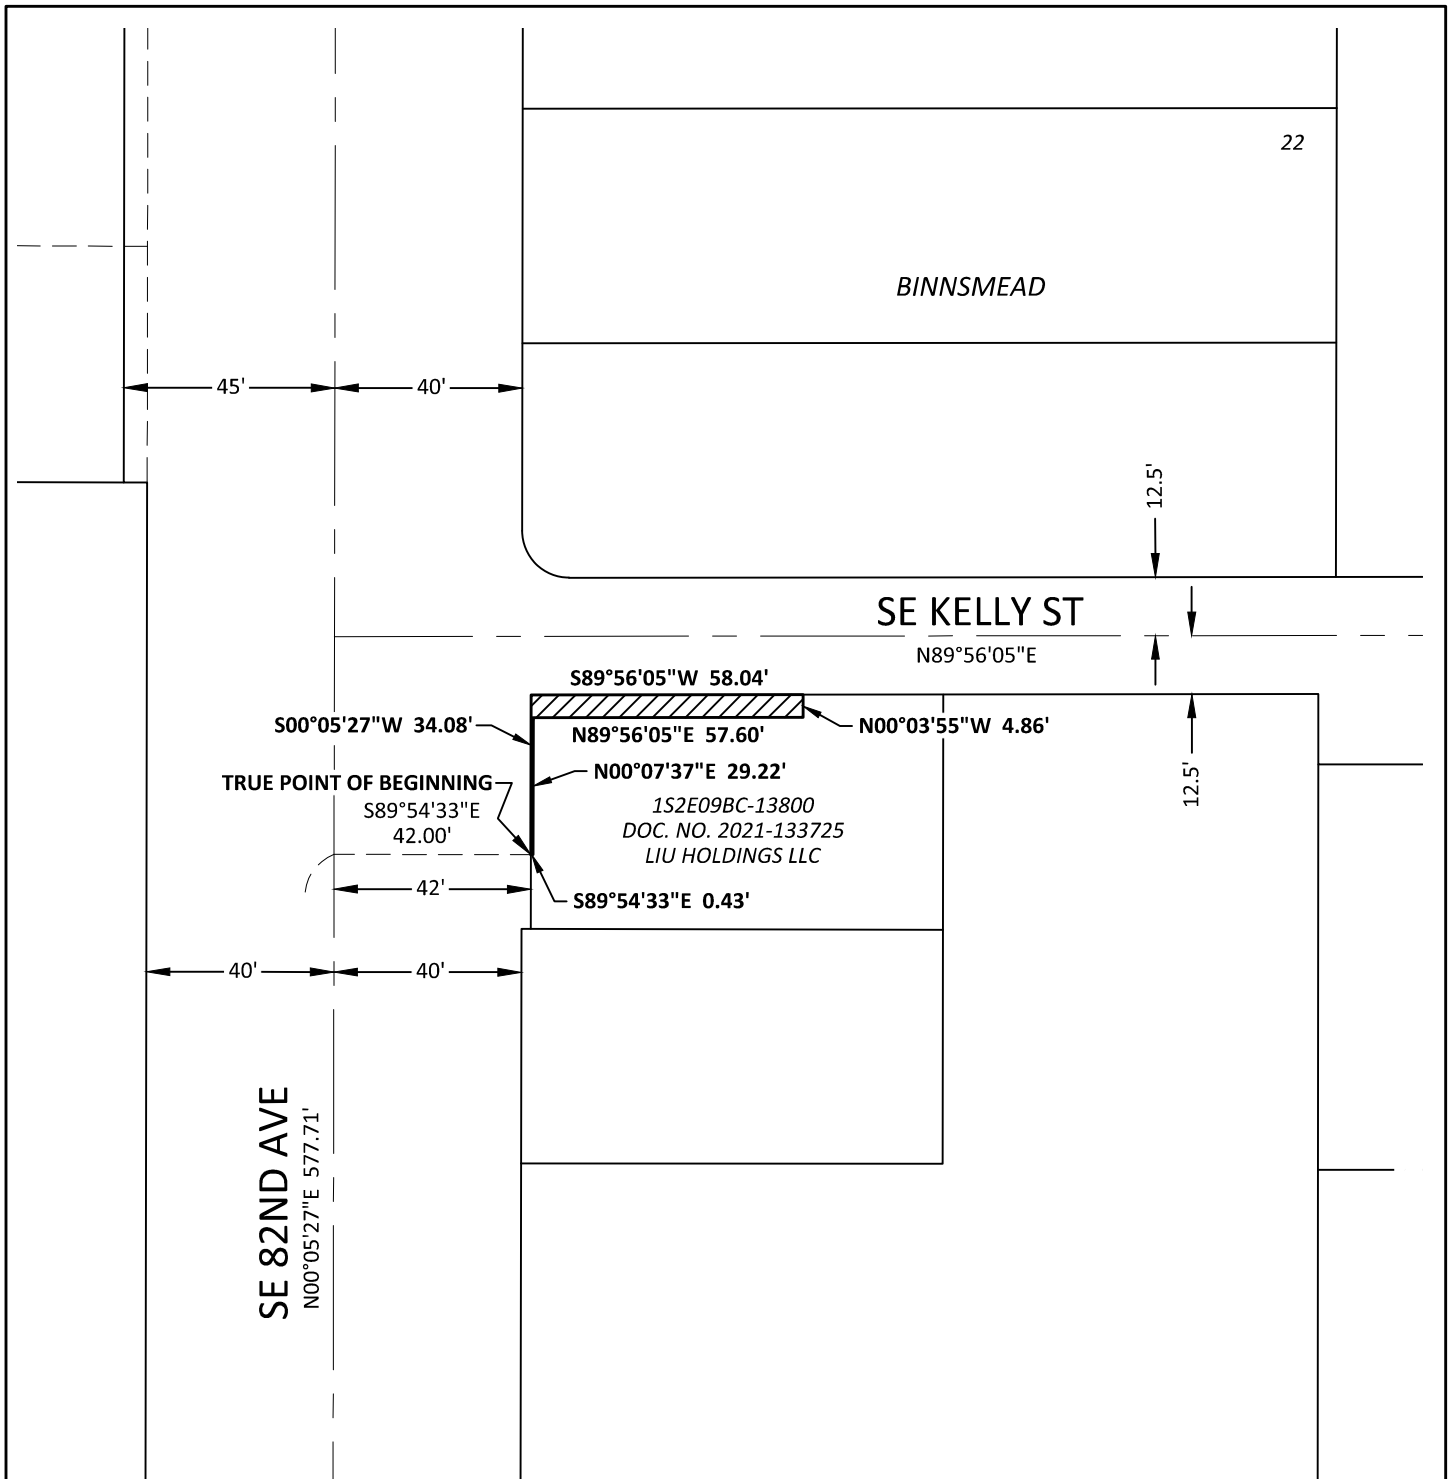 22
BINNSMEAD
45'
40'
12.5'
SE KELLY ST
N89°56'05"E
S89°56'05"W 58.04'
S00°05'27"W 34.08'
N00°03'55"W 4.86'
N89°56'05"E 57.60'
N00°07'37"E 29.22'
TRUE POINT OF BEGINNING
S89°54'33"E
42.00'
1S2E09BC-13800
DOC. NO. 2021-133725
LIU HOLDINGS LLC
12.5'
42'
S89°54'33"E 0.43'
40'
40'
SE 82ND AVE
N00°05'27"E 577.71'